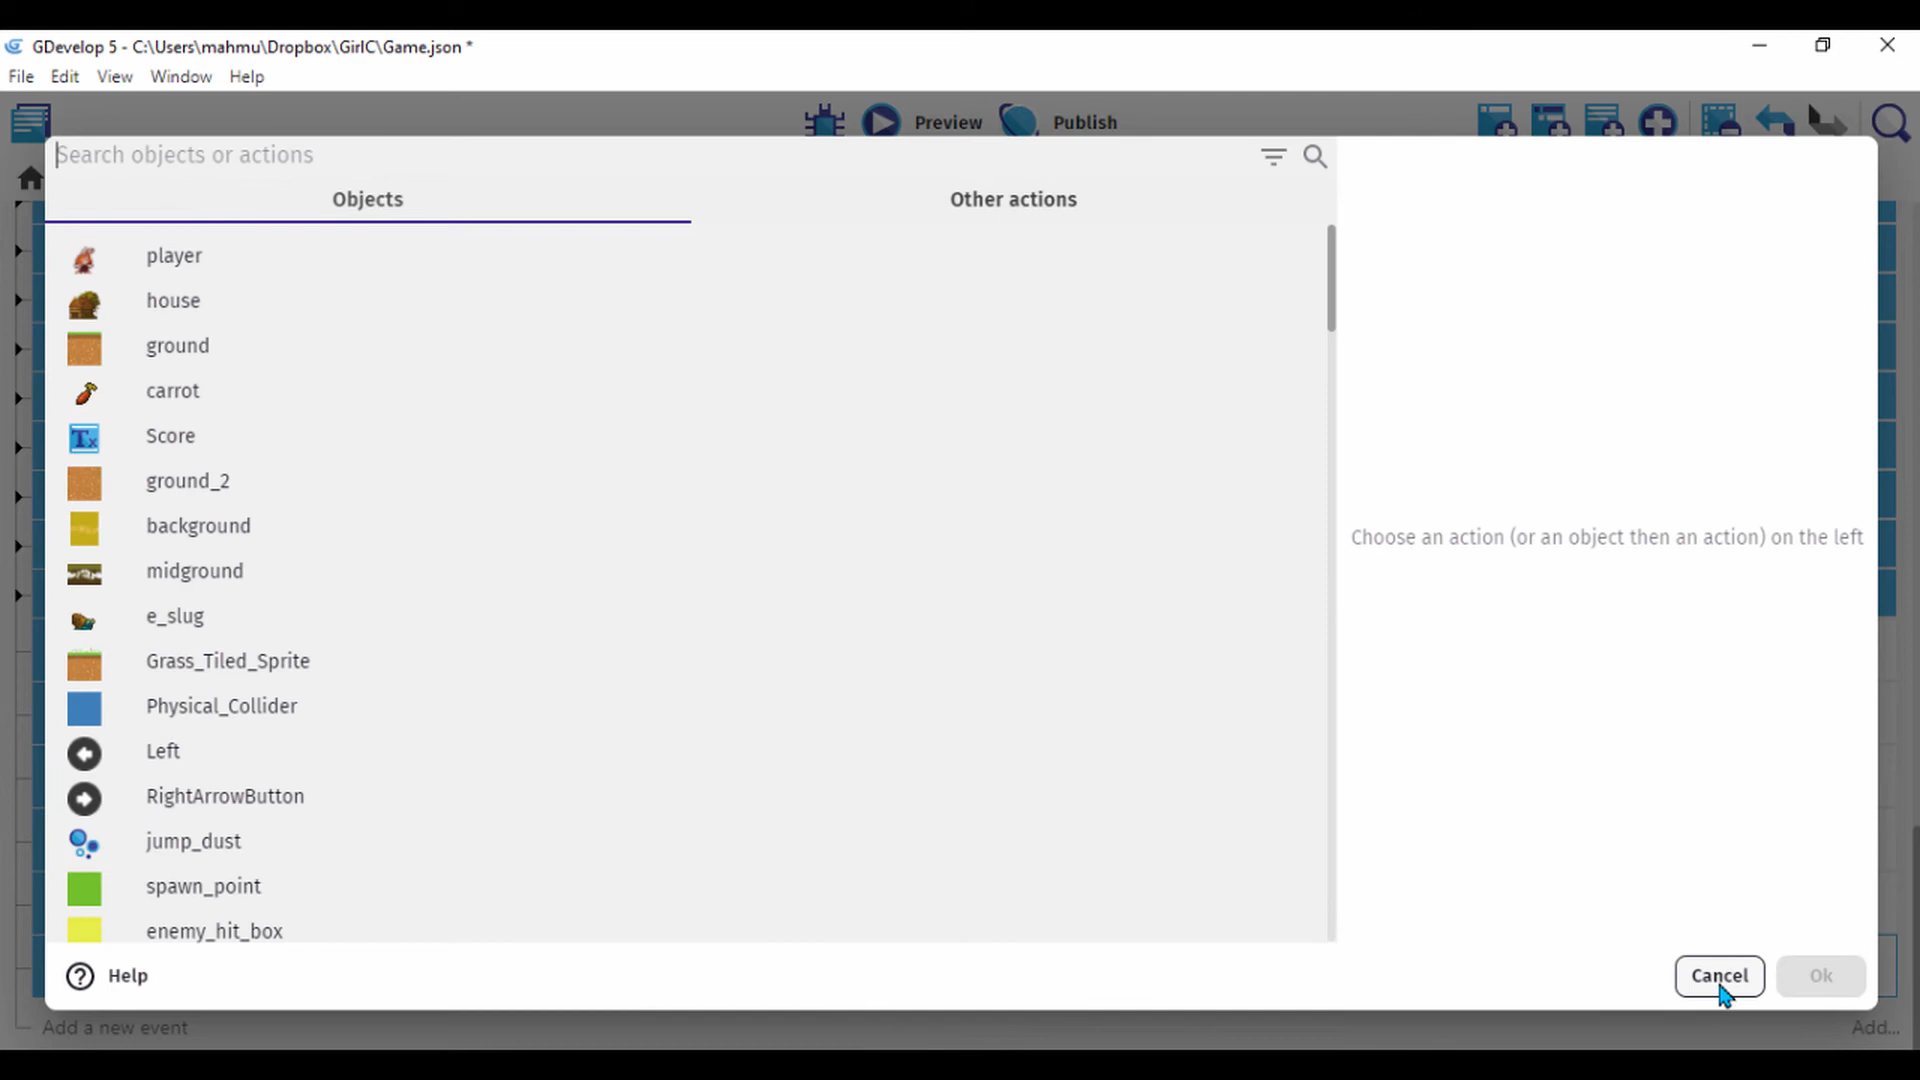 GDevelop 5 - C:\Users\mahmu\Dropbox\GirlC\Game.json *
File Edit View Window Help
Preview Publish
Search objects or actions
Objects Other actions
player
house
ground
carrot
Tx Score
ground_2
background
midground
e_slug
Grass_Tiled_Sprite
Physical_Collider
Left
RightArrowButton
jump_dust
spawn_point
enemy_hit_box
Choose an action (or an object then an action) on the left
? Help
Cancel Ok
Add a new event Add...